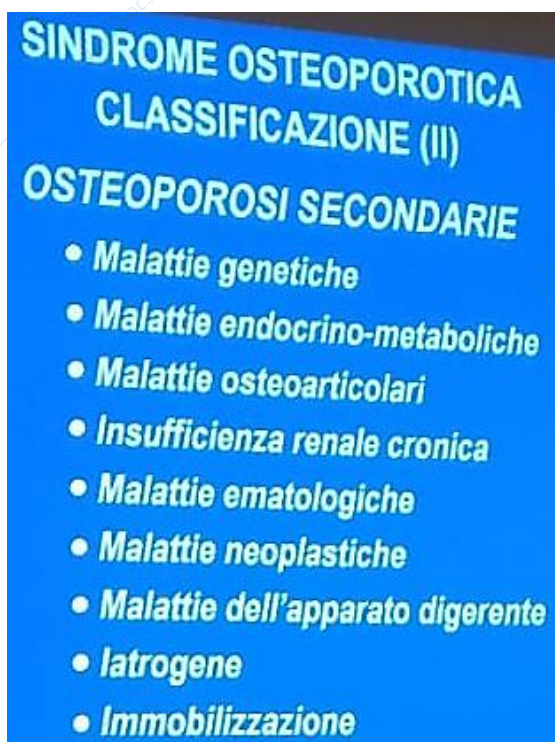 SINDROME OSTEOPOROTICA
CLASSIFICAZIONE (II)
OSTEOPOROSI SECONDARIE
• Malattie genetiche
• Malattie endocrino-metaboliche
• Malattie osteoarticolari
• Insufficienza renale cronica
• Malattie ematologiche
• Malattie neoplastiche
• Malattie dell'apparato digerente
• Iatrogene
• Immobilizzazione